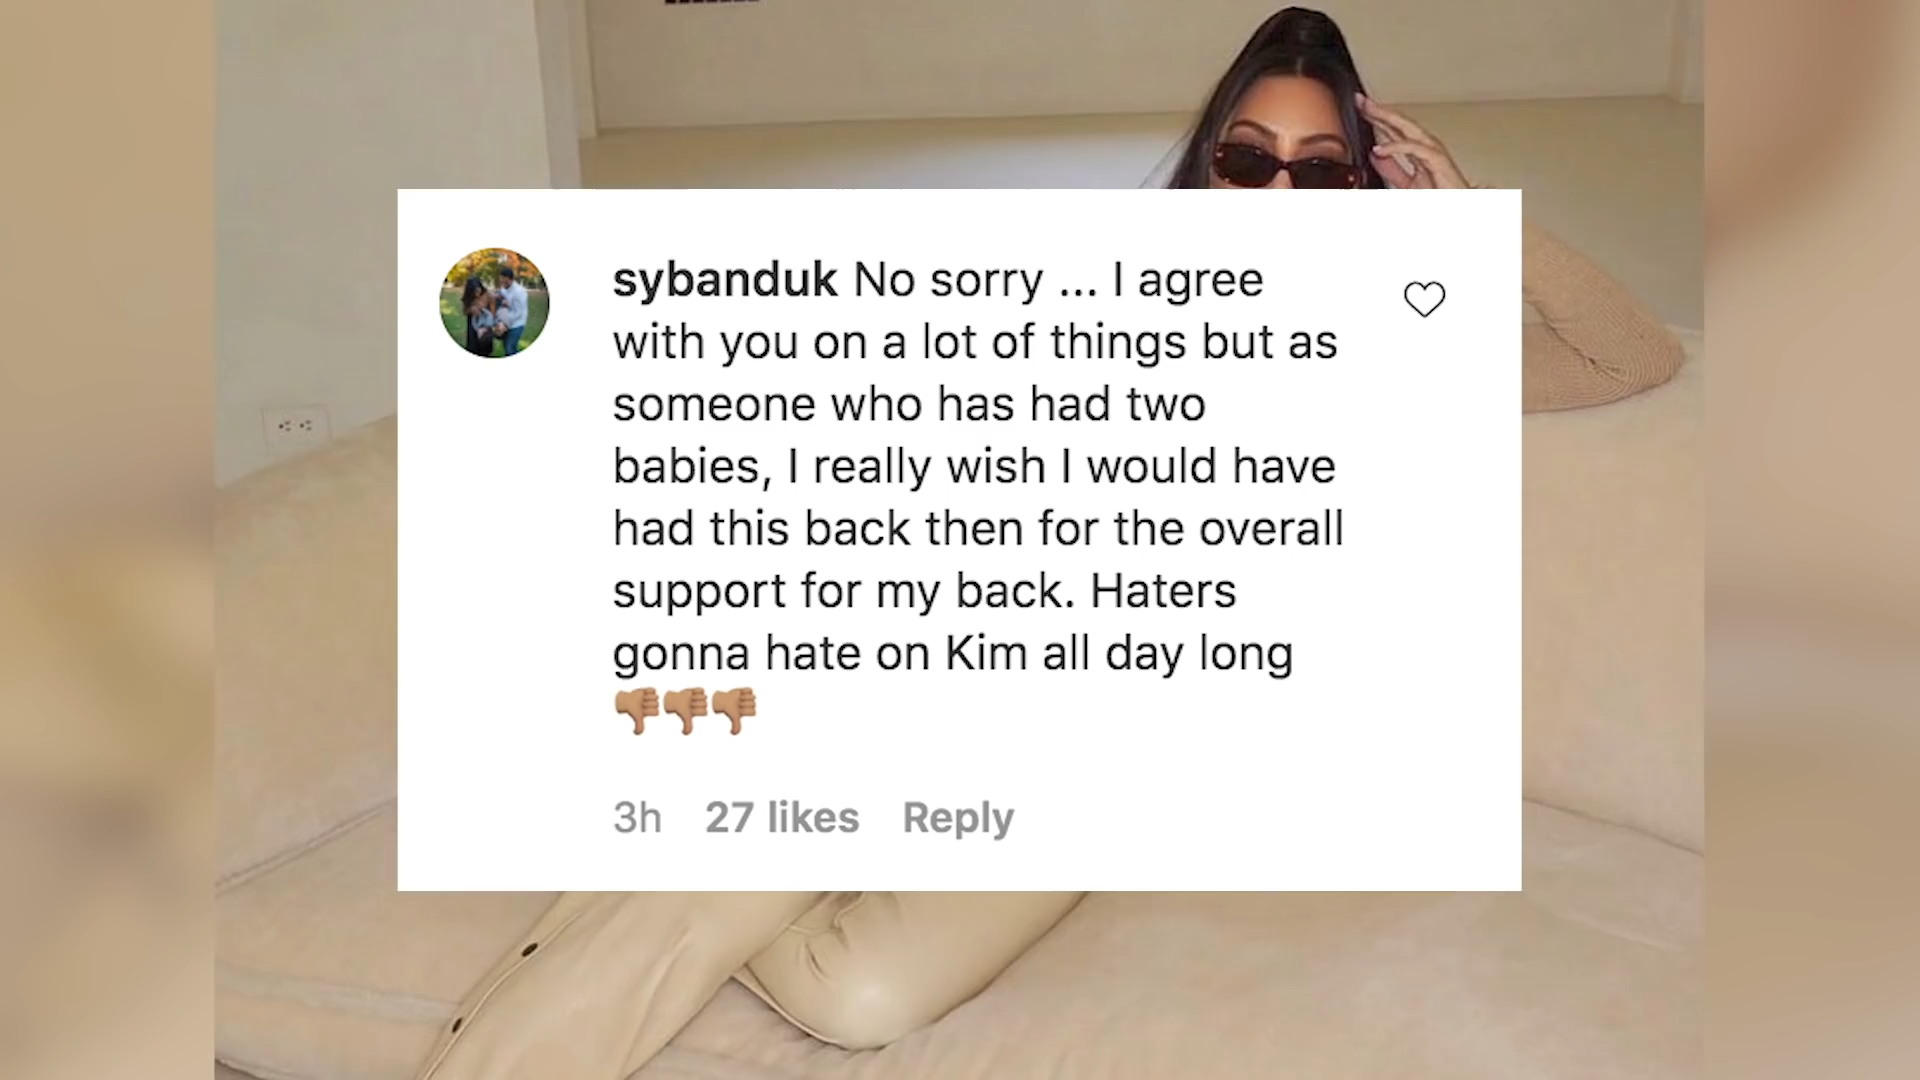 sybanduk No sorry ... I agree
with you on a lot of things but as
someone who has had two
babies, I really wish I would have
had this back then for the overall
support for my back. Haters
gonna hate on Kim all day long
👎🏽👎🏽👎🏽
3h 27 likes Reply